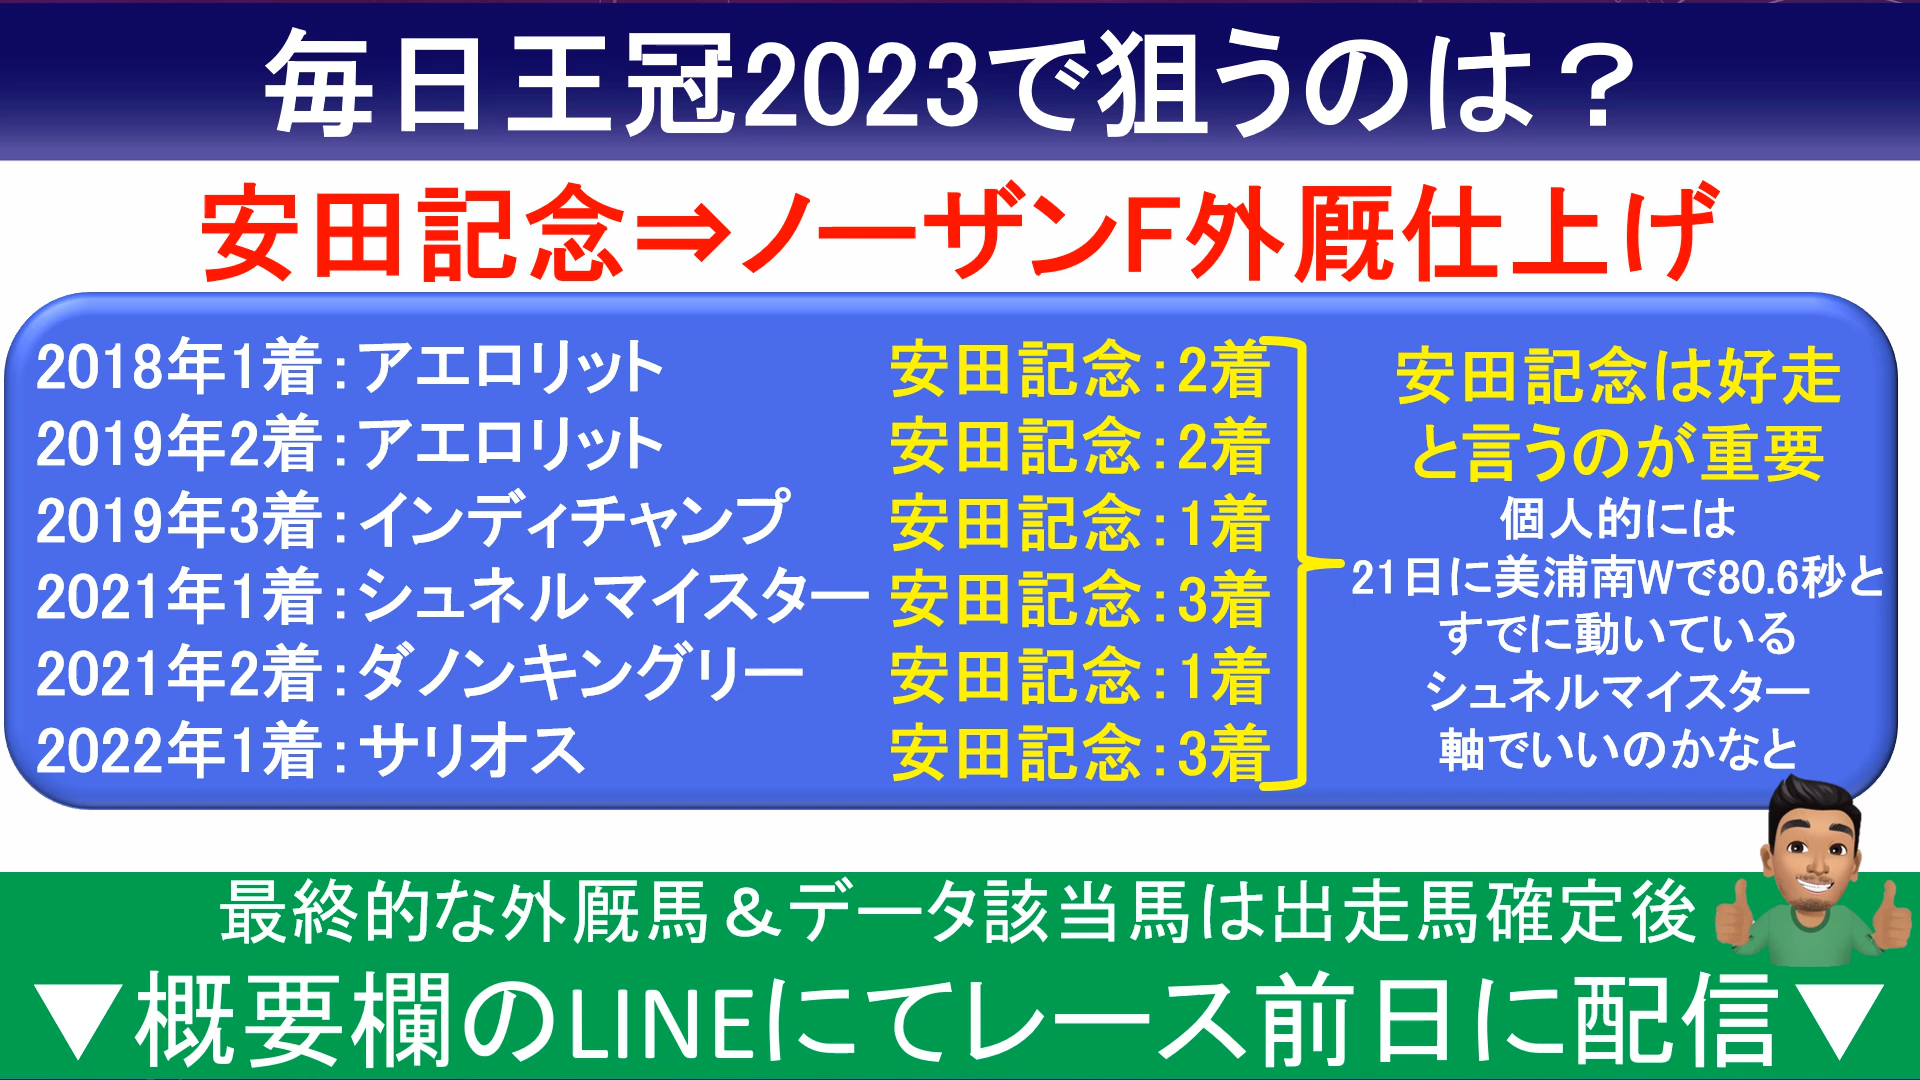 毎日王冠2023で狙うのは？
安田記念⇒ノーザンF外厩仕上げ
2018年1着：アエロリット 安田記念：2着
2019年2着：アエロリット 安田記念：2着
2019年3着：インディチャンプ 安田記念：1着
2021年1着：シュネルマイスター 安田記念：3着
2021年2着：ダノンキングリー 安田記念：1着
2022年1着：サリオス 安田記念：3着
安田記念は好走
と言うのが重要
個人的には
21日に美浦南Wで80.6秒と
すでに動いている
シュネルマイスター
軸でいいのかなと
最終的な外厩馬＆データ該当馬は出走馬確定後
▼概要欄のLINEにてレース前日に配信▼